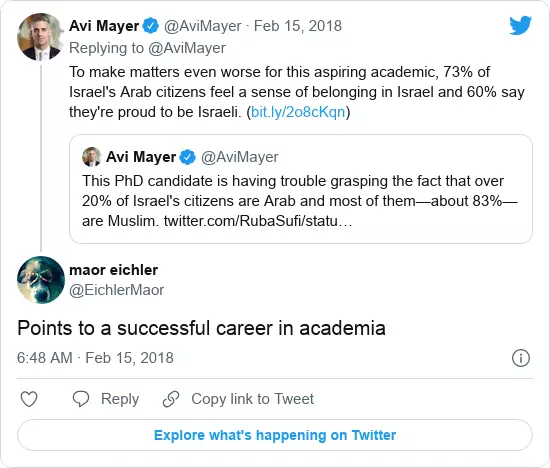 Avi Mayer @AviMayer · Feb 15, 2018
Replying to @AviMayer
To make matters even worse for this aspiring academic, 73% of
Israel's Arab citizens feel a sense of belonging in Israel and 60% say
they're proud to be Israeli. (bit.ly/2o8cKqn)
Avi Mayer @AviMayer
This PhD candidate is having trouble grasping the fact that over
20% of Israel's citizens are Arab and most of them—about 83%—
are Muslim. twitter.com/RubaSufi/statu…
maor eichler
@EichlerMaor
Points to a successful career in academia
6:48 AM · Feb 15, 2018
Reply
Copy link to Tweet
Explore what's happening on Twitter